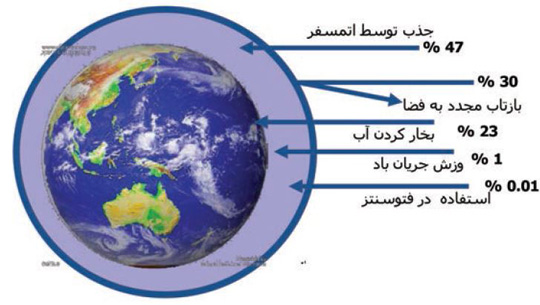 جذب توسط اتمسفر
% 47
% 30
بازتاب مجدد به فضا
% 23
بخار کردن آب
% 1
وزش جریان باد
% 0.01
استفاده در فتوسنتز